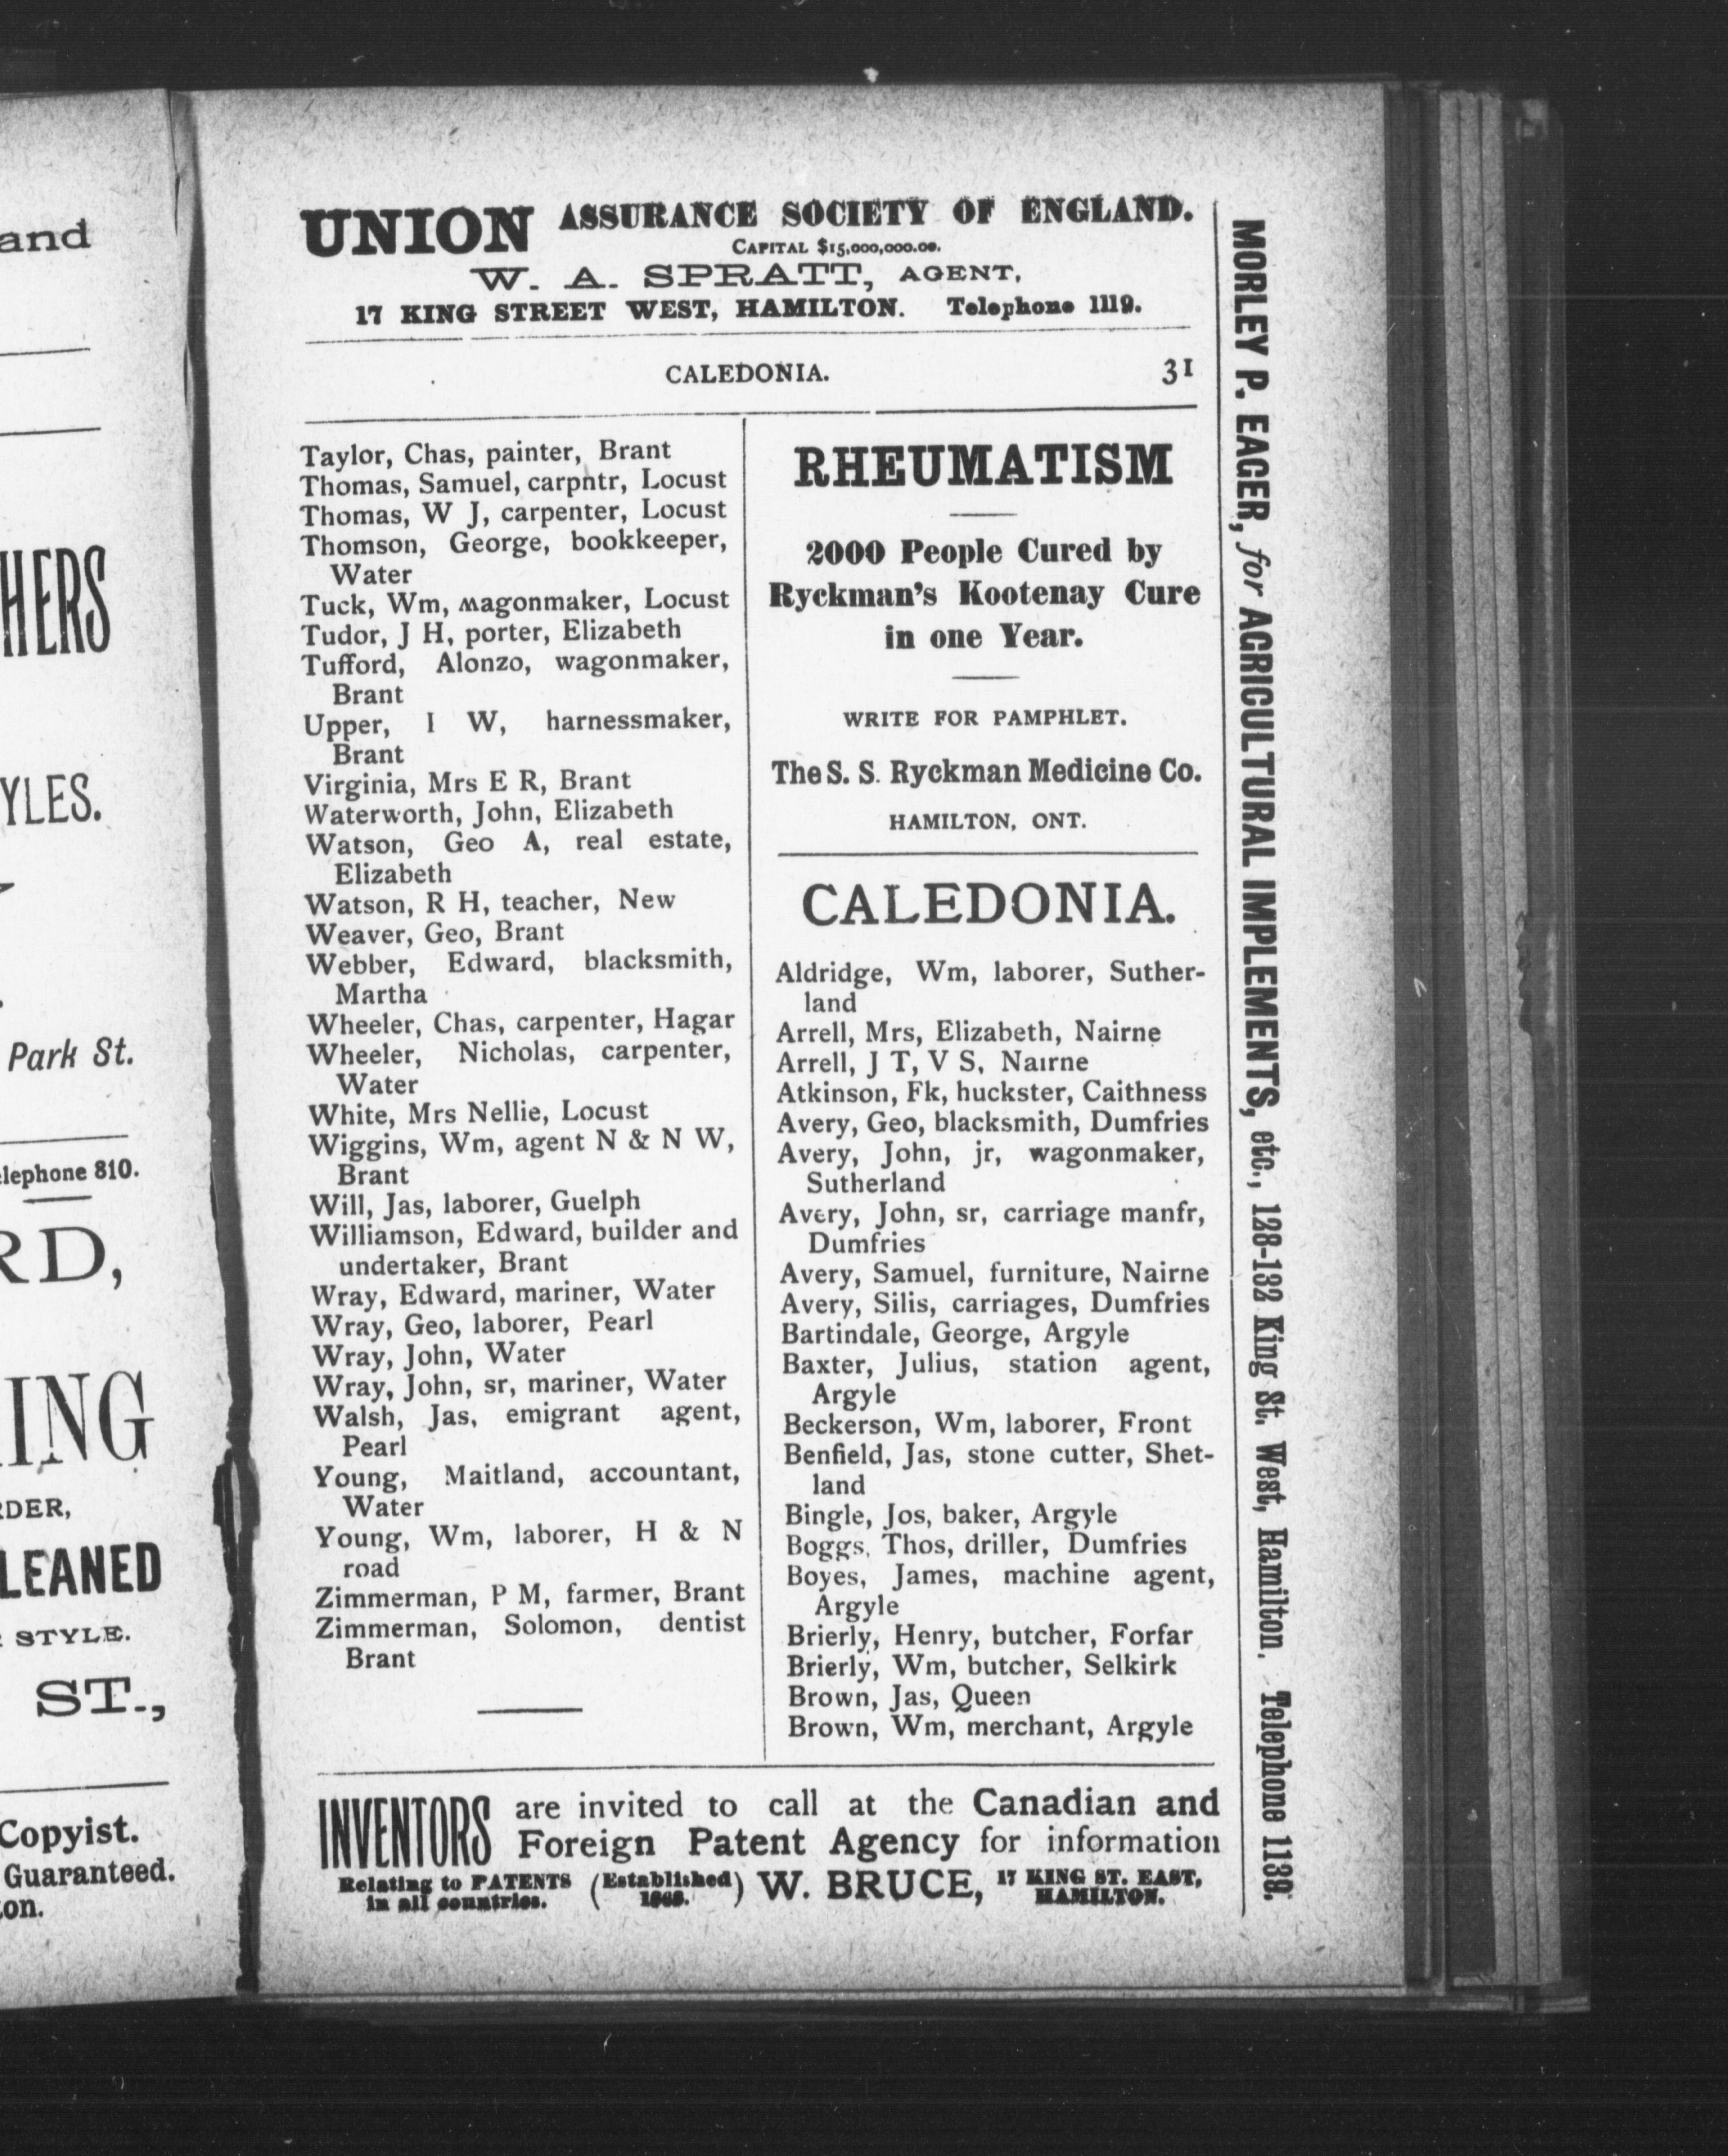 and
HERS
YLES.
Park St.
elephone 810.
RD,
ING
RDER,
LEANED
STYLE.
ST.,
Copyist.
Guaranteed.
on.
UNION ASSURANCE SOCIETY OF ENGLAND.
CAPITAL $15,000,000.00.
W. A. SPRATT, AGENT,
17 KING STREET WEST, HAMILTON. Telephone 1119.
CALEDONIA. 31
Taylor, Chas, painter, Brant
Thomas, Samuel, carpntr, Locust
Thomas, W J, carpenter, Locust
Thomson, George, bookkeeper,
Water
Tuck, Wm, magonmaker, Locust
Tudor, J H, porter, Elizabeth
Tufford, Alonzo, wagonmaker,
Brant
Upper, I W, harnessmaker,
Brant
Virginia, Mrs E R, Brant
Waterworth, John, Elizabeth
Watson, Geo A, real estate,
Elizabeth
Watson, R H, teacher, New
Weaver, Geo, Brant
Webber, Edward, blacksmith,
Martha
Wheeler, Chas, carpenter, Hagar
Wheeler, Nicholas, carpenter,
Water
White, Mrs Nellie, Locust
Wiggins, Wm, agent N & N W,
Brant
Will, Jas, laborer, Guelph
Williamson, Edward, builder and
undertaker, Brant
Wray, Edward, mariner, Water
Wray, Geo, laborer, Pearl
Wray, John, Water
Wray, John, sr, mariner, Water
Walsh, Jas, emigrant agent,
Pearl
Young, Maitland, accountant,
Water
Young, Wm, laborer, H & N
road
Zimmerman, P M, farmer, Brant
Zimmerman, Solomon, dentist
Brant
RHEUMATISM
2000 People Cured by
Ryckman's Kootenay Cure
in one Year.
WRITE FOR PAMPHLET.
The S. S. Ryckman Medicine Co.
HAMILTON, ONT.
CALEDONIA.
Aldridge, Wm, laborer, Suther-
land
Arrell, Mrs, Elizabeth, Nairne
Arrell, J T, V S, Nairne
Atkinson, Fk, huckster, Caithness
Avery, Geo, blacksmith, Dumfries
Avery, John, jr, wagonmaker,
Sutherland
Avery, John, sr, carriage manfr,
Dumfries
Avery, Samuel, furniture, Nairne
Avery, Silis, carriages, Dumfries
Bartindale, George, Argyle
Baxter, Julius, station agent,
Argyle
Beckerson, Wm, laborer, Front
Benfield, Jas, stone cutter, Shet-
land
Bingle, Jos, baker, Argyle
Boggs, Thos, driller, Dumfries
Boyes, James, machine agent,
Argyle
Brierly, Henry, butcher, Forfar
Brierly, Wm, butcher, Selkirk
Brown, Jas, Queen
Brown, Wm, merchant, Argyle
INVENTORS are invited to call at the Canadian and
Foreign Patent Agency for information
Relating to PATENTS (Established) W. BRUCE, 17 KING ST. EAST,
in all countries. HAMILTON.
MORLEY P. EAGER, for AGRICULTURAL IMPLEMENTS, etc., 128-132 King St. West, Hamilton. Telephone 1138.